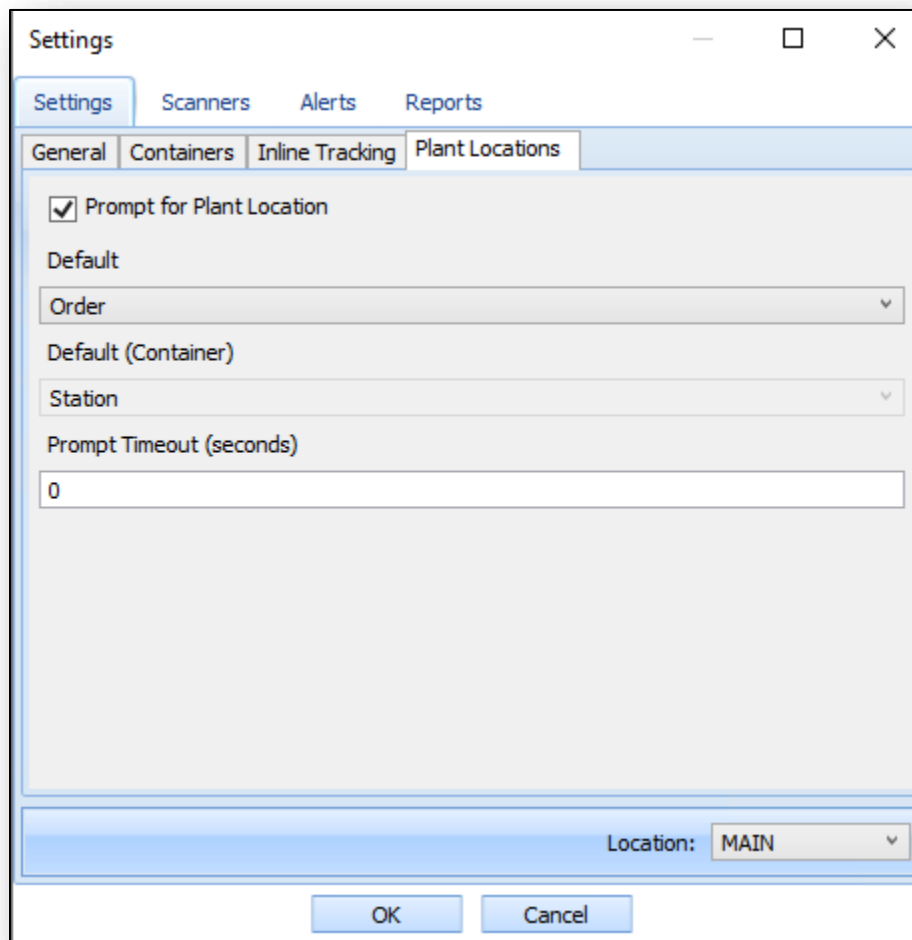 Settings
Settings Scanners Alerts Reports
General Containers Inline Tracking Plant Locations
Prompt for Plant Location
Default
Order
Default (Container)
Station
Prompt Timeout (seconds)
0
Location: MAIN
OK Cancel